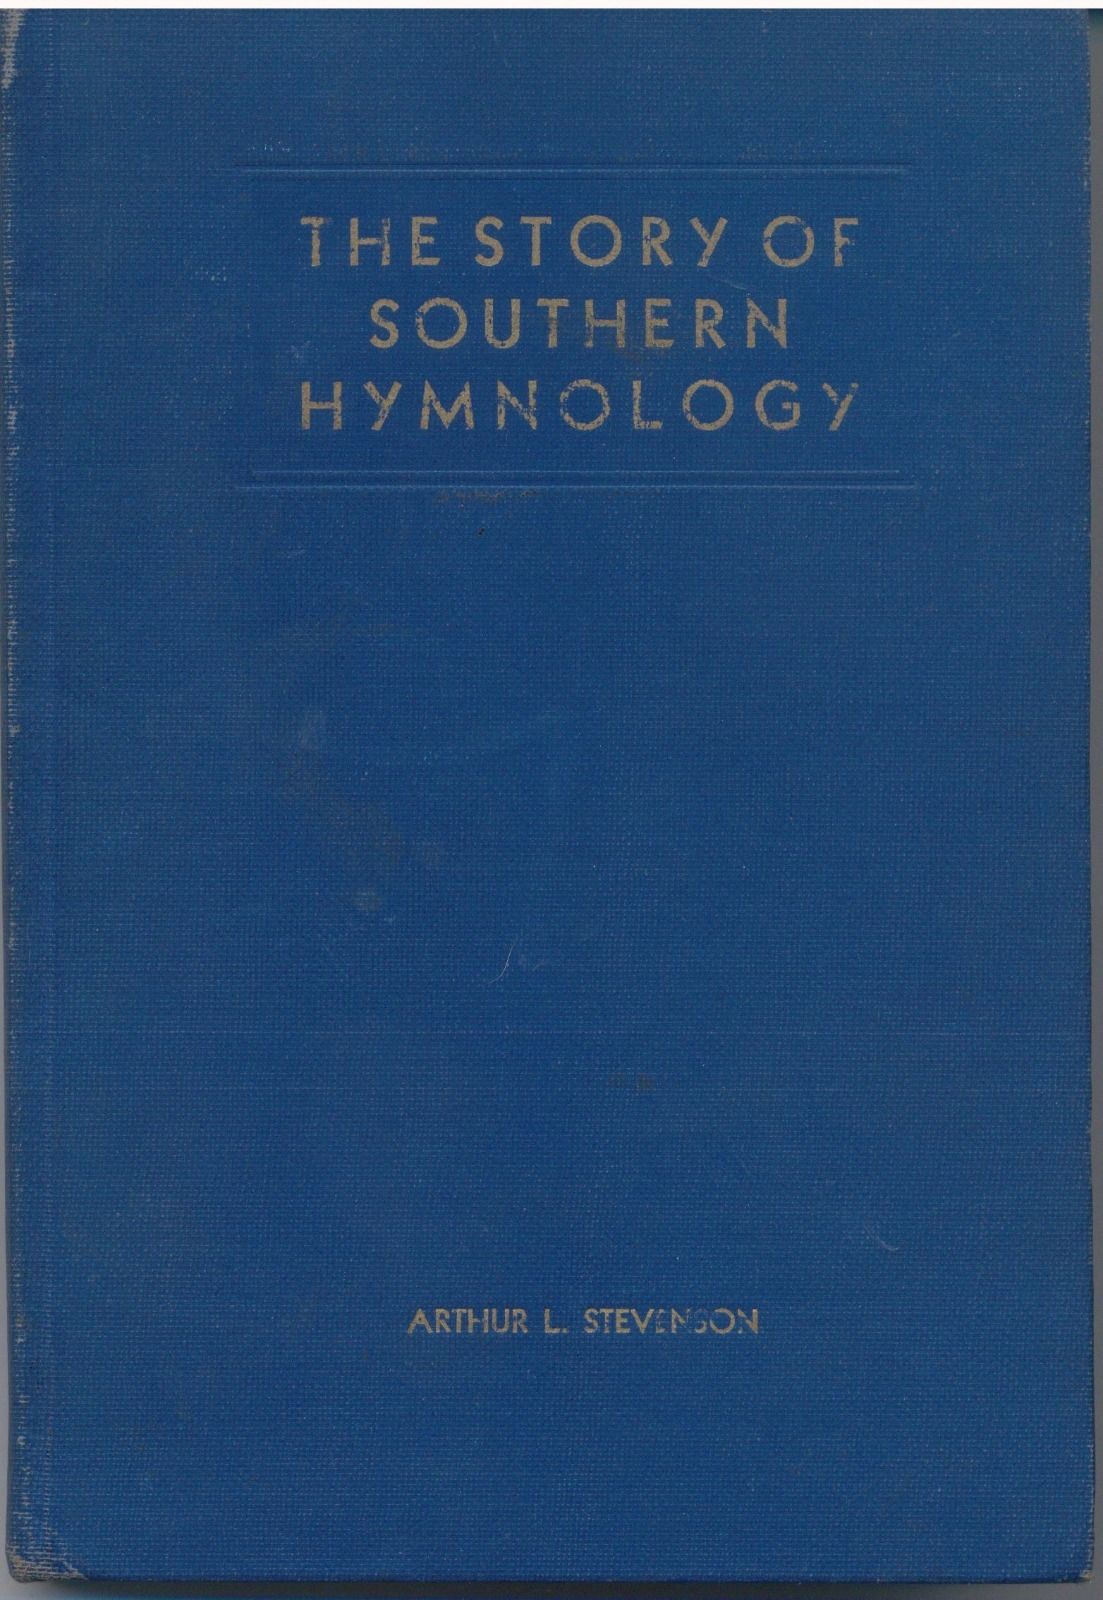 THE STORY OF
SOUTHERN
HYMNOLOGY
ARTHUR L. STEVENSON